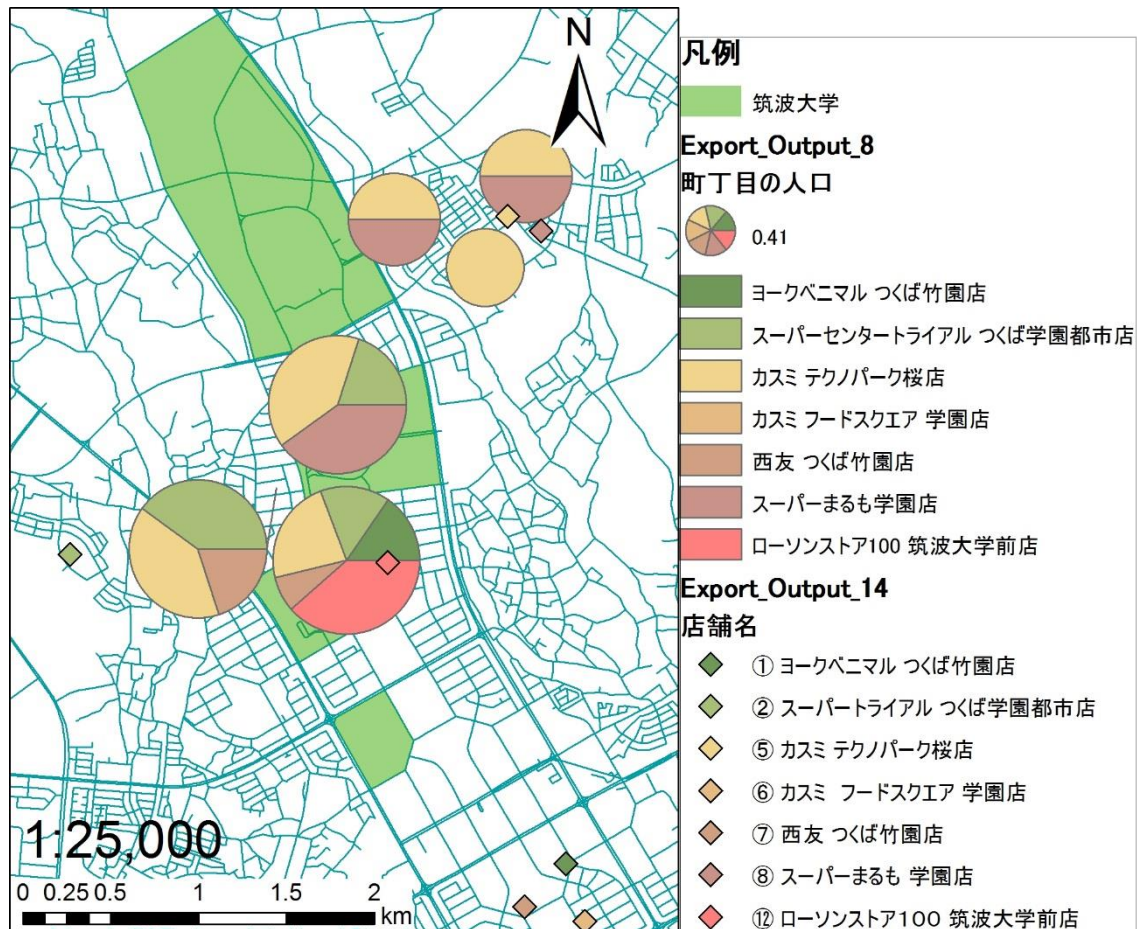 N
1:25,000
0 0.25 0.5 1 1.5 2
km
凡例
筑波大学
Export_Output_8
町丁目の人口
0.41
ヨークベニマル つくば竹園店
スーパーセンタートライアル つくば学園都市店
カスミ テクノパーク桜店
カスミ フードスクエア 学園店
西友 つくば竹園店
スーパーまるも学園店
ローソンストア100 筑波大学前店
Export_Output_14
店舗名
① ヨークベニマル つくば竹園店
② スーパートライアル つくば学園都市店
⑤ カスミ テクノパーク桜店
⑥ カスミ フードスクエア 学園店
⑦ 西友 つくば竹園店
⑧ スーパーまるも 学園店
⑫ ローソンストア100 筑波大学前店